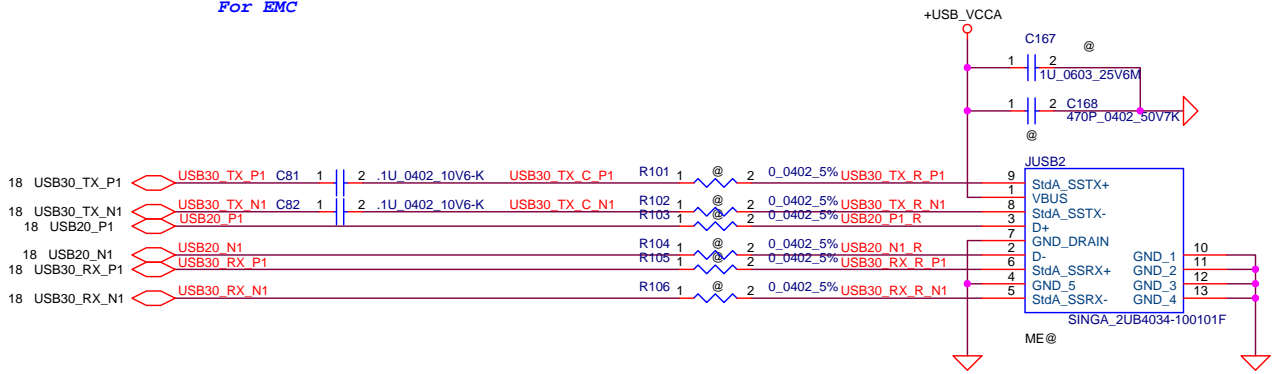 For EMC
+USB_VCCA
C167
@
1 2
1U_0603_25V6M
1 2 C168
470P_0402_50V7K
@
JUSB2
18 USB30_TX_P1 USB30_TX_P1 C81 1 2 .1U_0402_10V6-K USB30_TX_C_P1 R101 1 @ 2 0_0402_5% USB30_TX_R_P1 9 StdA_SSTX+
1 VBUS
18 USB30_TX_N1 USB30_TX_N1 C82 1 2 .1U_0402_10V6-K USB30_TX_C_N1 R102 1 @ 2 0_0402_5% USB30_TX_R_N1 8 StdA_SSTX-
18 USB20_P1 USB20_P1 R103 1 @ 2 0_0402_5% USB20_P1_R 3 D+
7 GND_DRAIN
18 USB20_N1 USB20_N1 R104 1 @ 2 0_0402_5% USB20_N1_R 2 D- GND_1 10
18 USB30_RX_P1 USB30_RX_P1 R105 1 @ 2 0_0402_5% USB30_RX_R_P1 6 StdA_SSRX+ GND_2 11
4 GND_5 GND_3 12
18 USB30_RX_N1 USB30_RX_N1 R106 1 @ 2 0_0402_5% USB30_RX_R_N1 5 StdA_SSRX- GND_4 13
SINGA_2UB4034-100101F
ME@